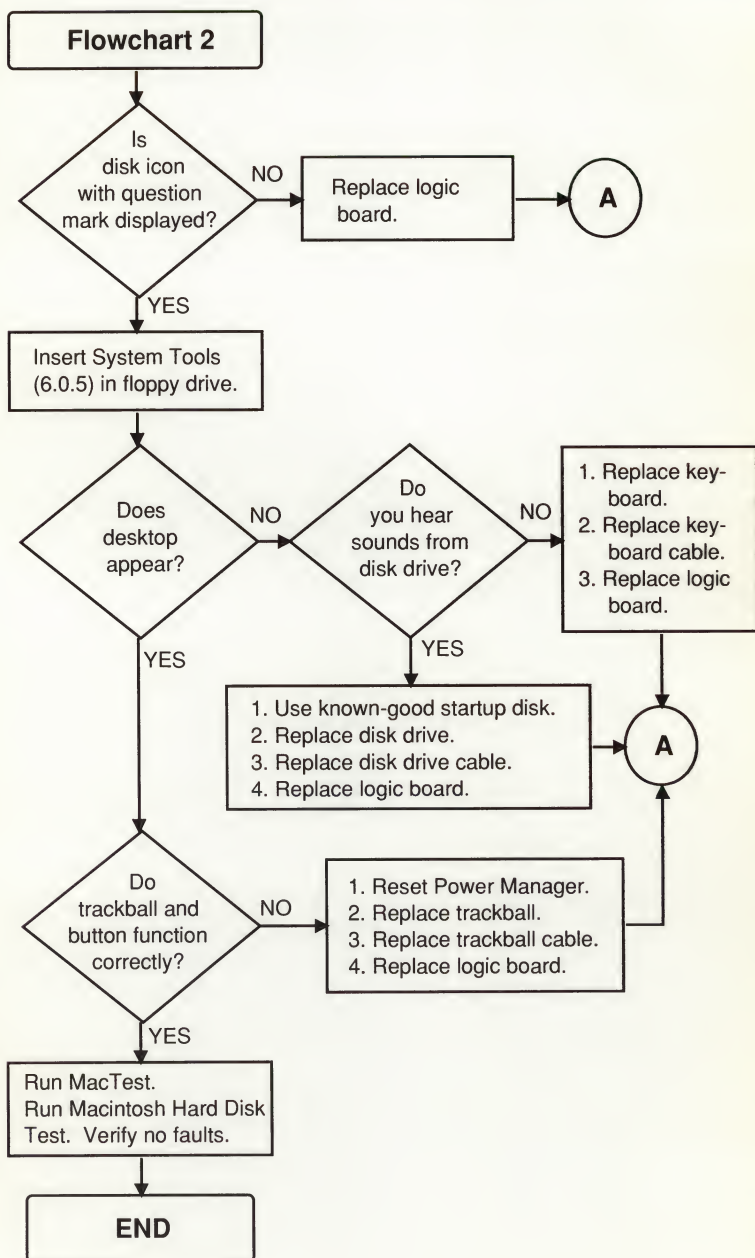 Flowchart 2
Is
disk icon
with question
mark displayed?
NO
Replace logic
board.
A
YES
Insert System Tools
(6.0.5) in floppy drive.
Does
desktop
appear?
NO
Do
you hear
sounds from
disk drive?
NO
1. Replace key-
board.
2. Replace key-
board cable.
3. Replace logic
board.
YES
YES
1. Use known-good startup disk.
2. Replace disk drive.
3. Replace disk drive cable.
4. Replace logic board.
A
Do
trackball and
button function
correctly?
NO
1. Reset Power Manager.
2. Replace trackball.
3. Replace trackball cable.
4. Replace logic board.
YES
Run MacTest.
Run Macintosh Hard Disk
Test. Verify no faults.
END